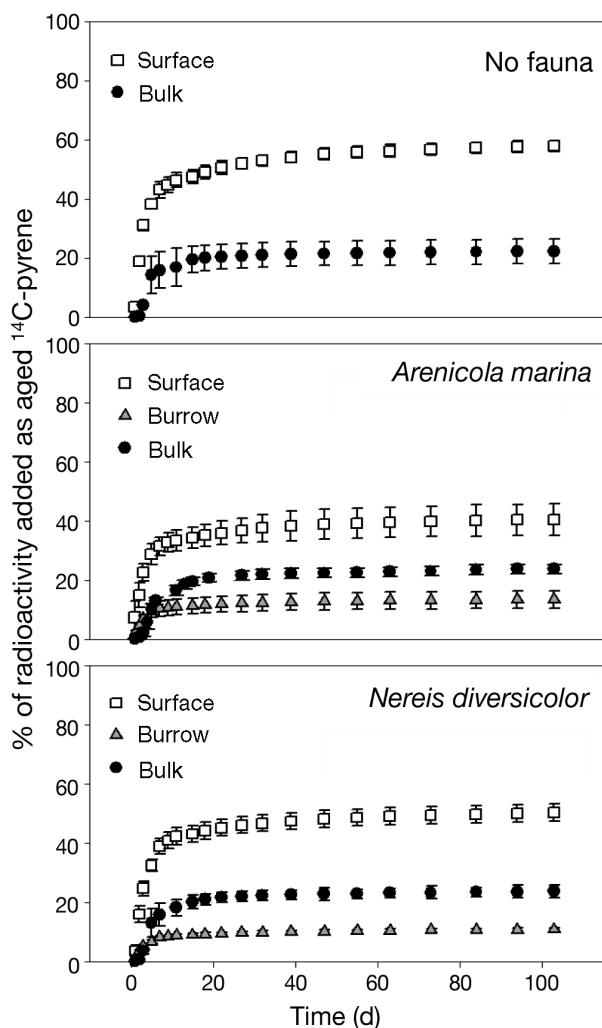 % of radioactivity added as aged ¹⁴C-pyrene
100
80
60
40
20
0
Surface
Bulk
No fauna
100
80
60
40
20
0
Surface
Burrow
Bulk
Arenicola marina
100
80
60
40
20
0
Surface
Burrow
Bulk
Nereis diversicolor
0 20 40 60 80 100
Time (d)